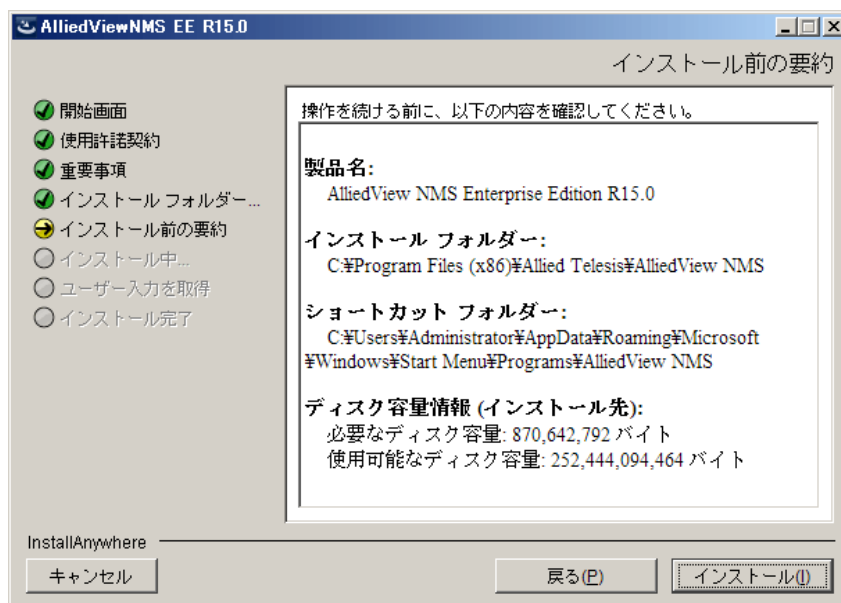 AlliedViewNMS EE R15.0
インストール前の要約
開始画面
使用許諾契約
重要事項
インストール フォルダー...
インストール前の要約
インストール中...
ユーザー入力を取得
インストール完了
操作を続ける前に、以下の内容を確認してください。
製品名:
AlliedView NMS Enterprise Edition R15.0
インストール フォルダー:
C:¥Program Files (x86)¥Allied Telesis¥AlliedView NMS
ショートカット フォルダー:
C:¥Users¥Administrator¥AppData¥Roaming¥Microsoft
¥Windows¥Start Menu¥Programs¥AlliedView NMS
ディスク容量情報 (インストール先):
必要なディスク容量: 870,642,792 バイト
使用可能なディスク容量: 252,444,094,464 バイト
InstallAnywhere
キャンセル
戻る(P)
インストール(I)